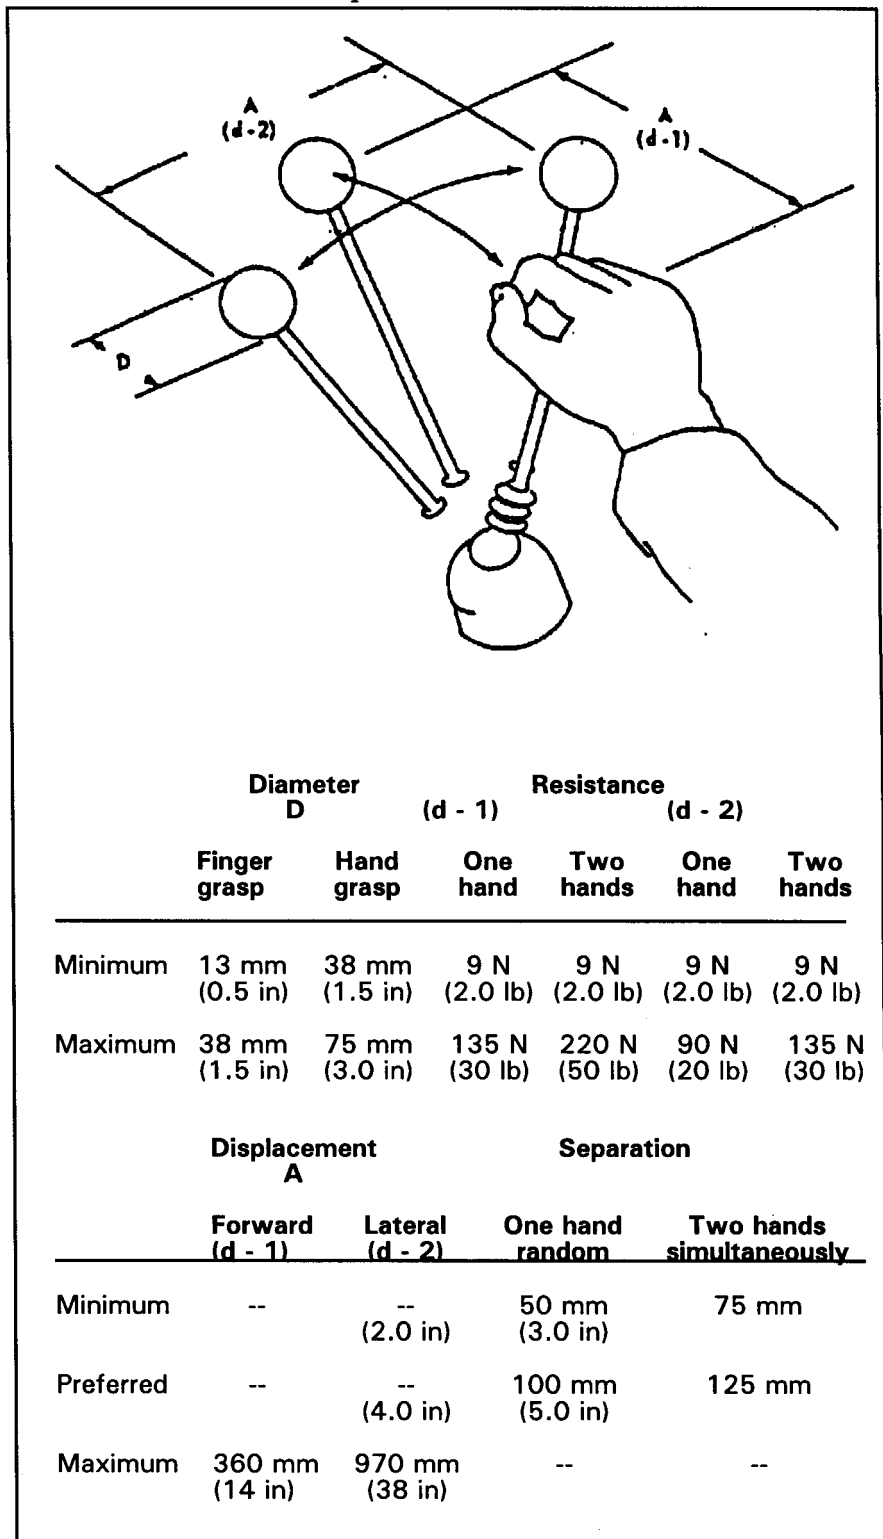 A
(d-2)
A
(d-1)
D
Diameter Resistance
D (d - 1) (d - 2)
Finger Hand One Two One Two
grasp grasp hand hands hand hands
Minimum 13 mm 38 mm 9 N 9 N 9 N 9 N
(0.5 in) (1.5 in) (2.0 lb) (2.0 lb) (2.0 lb) (2.0 lb)
Maximum 38 mm 75 mm 135 N 220 N 90 N 135 N
(1.5 in) (3.0 in) (30 lb) (50 lb) (20 lb) (30 lb)
Displacement Separation
A
Forward Lateral One hand Two hands
(d - 1) (d - 2) random simultaneously
Minimum -- -- 50 mm 75 mm
(2.0 in) (3.0 in)
Preferred -- -- 100 mm 125 mm
(4.0 in) (5.0 in)
Maximum 360 mm 970 mm -- --
(14 in) (38 in)